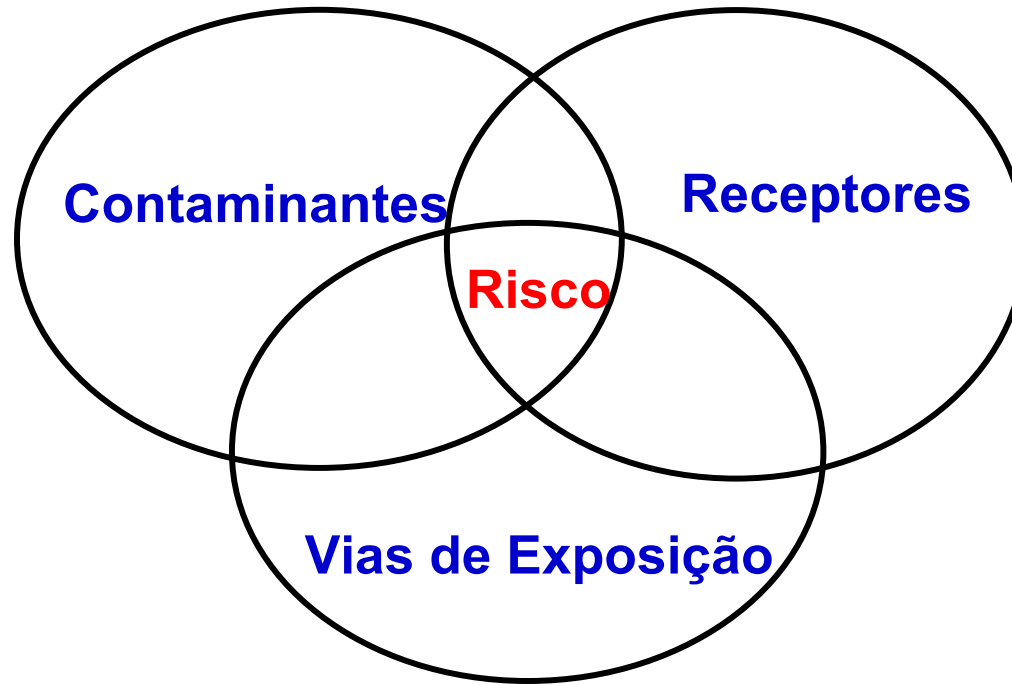 Contaminantes
Receptores
Risco
Vias de Exposição